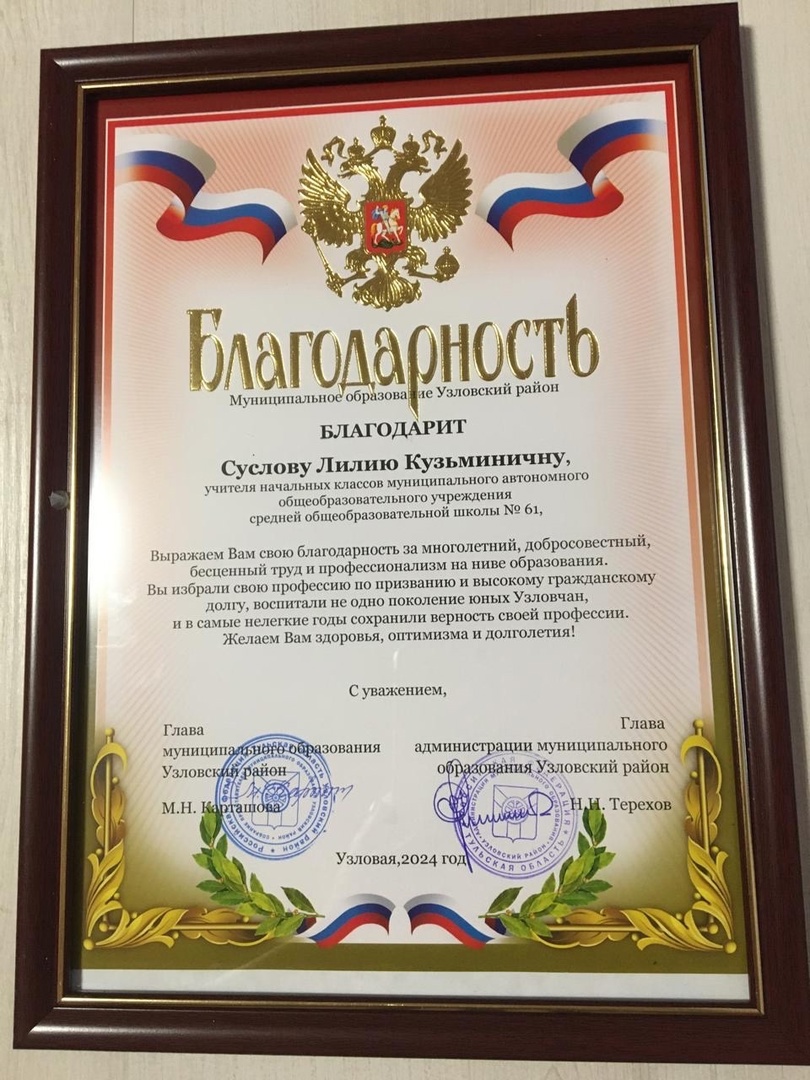 Благодарность
Муниципальное образование Узловский район
БЛАГОДАРИТ
Суслову Лилию Кузьминичну,
учителя начальных классов муниципального автономного
общеобразовательного учреждения
средней общеобразовательной школы № 61,
Выражаем Вам свою благодарность за многолетний, добросовестный,
бесценный труд и профессионализм на ниве образования.
Вы избрали свою профессию по призванию и высокому гражданскому
долгу, воспитали не одно поколение юных Узловчан,
и в самые нелегкие годы сохранили верность своей профессии.
Желаем Вам здоровья, оптимизма и долголетия!
С уважением,
Глава
муниципального образования
Узловский район
М.Н. Карташова
Глава
администрации муниципального
образования Узловский район
Н.Н. Терехов
ТУЛЬСКАЯ ОБЛАСТЬ
УЗЛОВСКИЙ РАЙОН
Узловая,2024 год